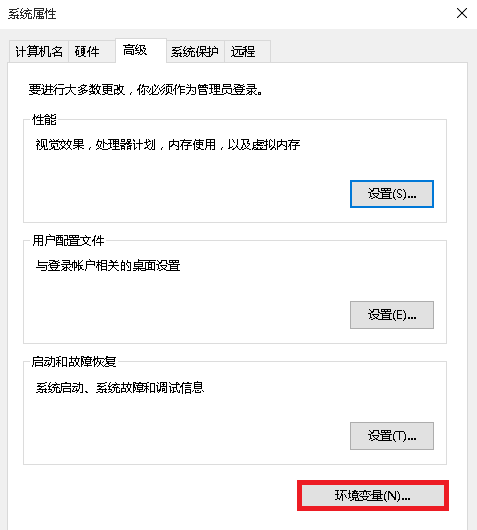 系统属性
计算机名 硬件 高级 系统保护 远程
要进行大多数更改，你必须作为管理员登录。
性能
视觉效果，处理器计划，内存使用，以及虚拟内存
设置(S)...
用户配置文件
与登录帐户相关的桌面设置
设置(E)...
启动和故障恢复
系统启动、系统故障和调试信息
设置(T)...
环境变量(N)...